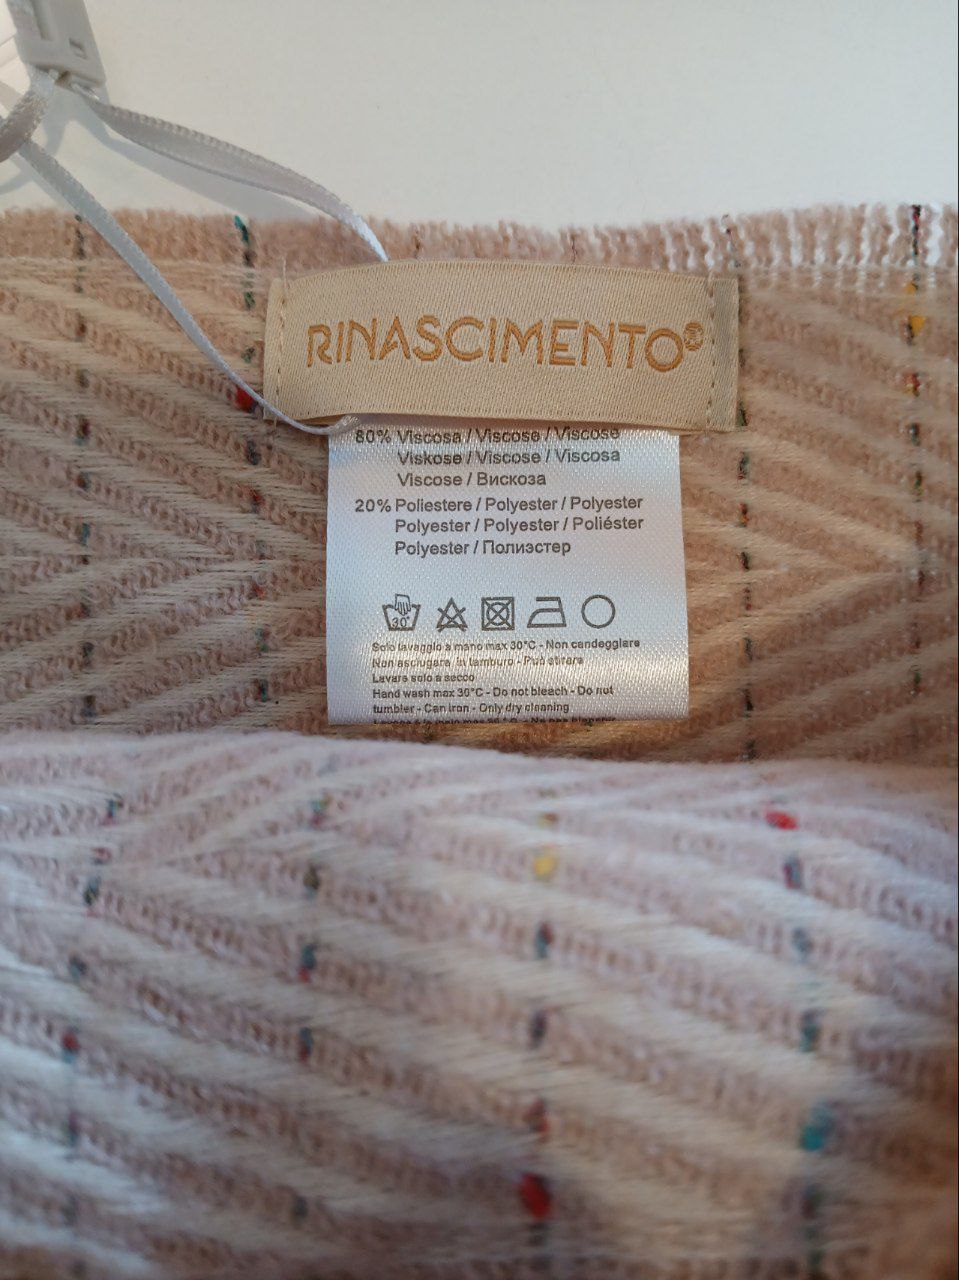 RINASCIMENTO®
80% Viscosa / Viscose / Viscose
Viskose / Viscose / Viscosa
Viscose / Вискоза
20% Poliestere / Polyester / Polyester
Polyester / Polyester / Poliéster
Polyester / Полиэстер
30°
Solo lavaggio a mano max 30°C - Non candeggiare
Non asciugare in tamburo - Può stirare
Lavare solo a secco
Hand wash max 30°C - Do not bleach - Do not
tumbler - Can iron - Only dry cleaning